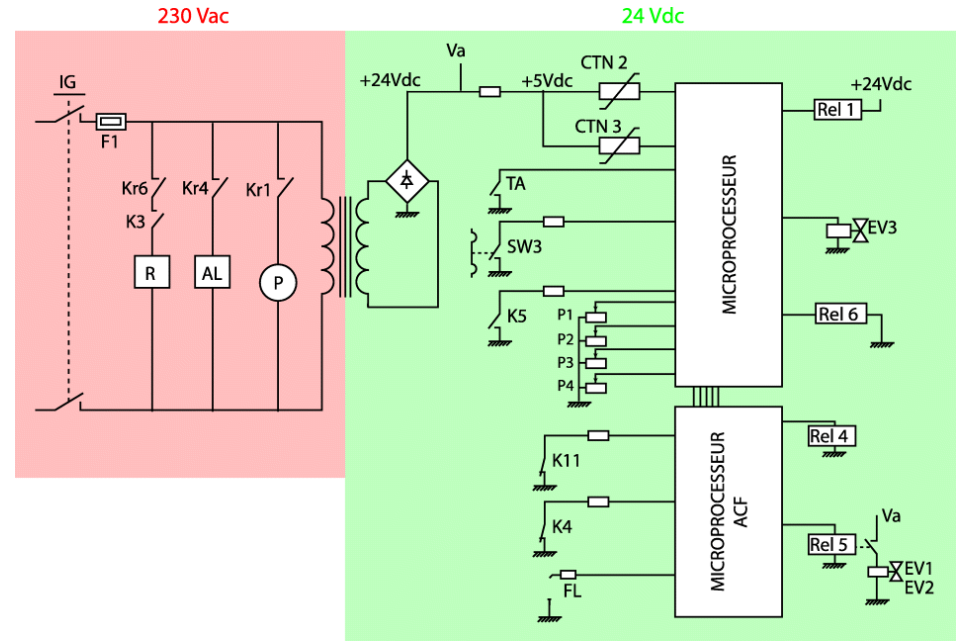 230 Vac
24 Vdc
IG
F1
Kr6
Kr4
Kr1
K3
R
AL
P
Va
+24Vdc
+5Vdc
CTN 2
CTN 3
TA
SW3
K5
P1
P2
P3
P4
MICROPROCESSEUR
Rel 1
+24Vdc
EV3
Rel 6
K11
K4
FL
MICROPROCESSEUR
ACF
Rel 4
Rel 5
Va
EV1
EV2